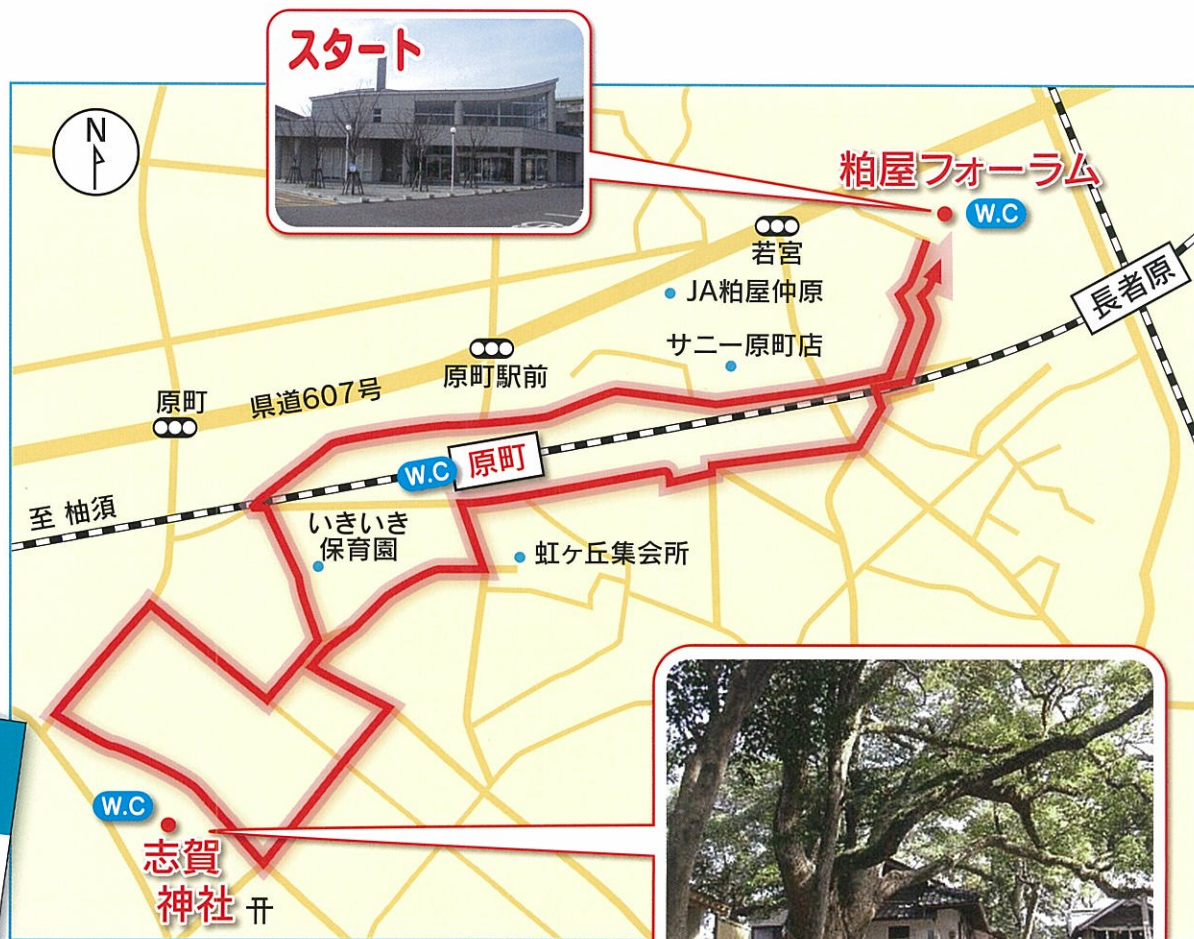 スタート
N
粕屋フォーラム
W.C
若宮
JA粕屋仲原
長者原
サニー原町店
原町駅前
県道607号
原町
W.C
原町
至 柚須
いきいき
保育園
虹ヶ丘集会所
W.C
志賀
神社